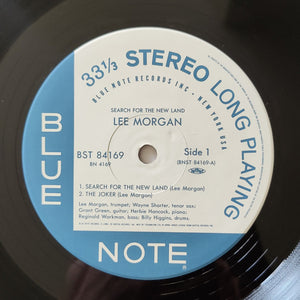 33 1/3 STEREO LONG PLAYING
BLUE NOTE RECORDS INC · NEW YORK USA
SEARCH FOR THE NEW LAND
LEE MORGAN
BST 84169
BN 4169
Side 1
(BNST 84169-A)
1. SEARCH FOR THE NEW LAND (Lee Morgan)
2. THE JOKER (Lee Morgan)
Lee Morgan, trumpet; Wayne Shorter, tenor sax;
Grant Green, guitar; Herbie Hancock, piano;
Reginald Workman, bass; Billy Higgins, drums.
BLUE
NOTE